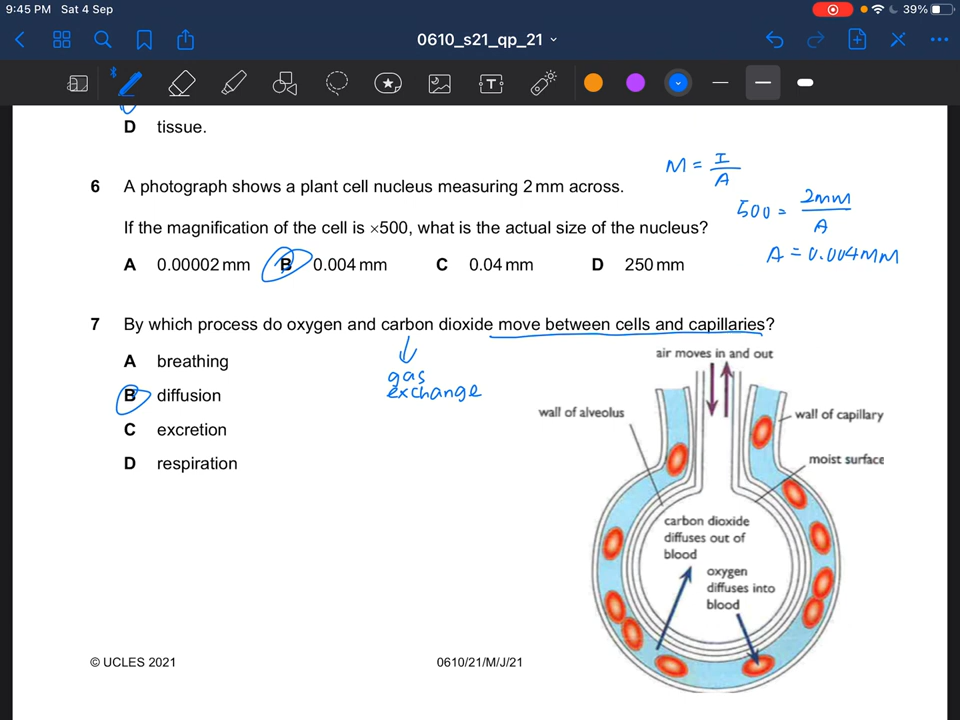 9:45 PM Sat 4 Sep
39%
0610_s21_qp_21
T
D tissue.
6 A photograph shows a plant cell nucleus measuring 2 mm across.
If the magnification of the cell is ×500, what is the actual size of the nucleus?
A 0.00002 mm B 0.004 mm C 0.04 mm D 250 mm
M = I / A
500 = 2mm / A
A = 0.004MM
7 By which process do oxygen and carbon dioxide move between cells and capillaries?
A breathing
B diffusion
C excretion
D respiration
gas
exchange
air moves in and out
wall of alveolus
wall of capillary
moist surface
carbon dioxide
diffuses out of
blood
oxygen
diffuses into
blood
© UCLES 2021
0610/21/M/J/21